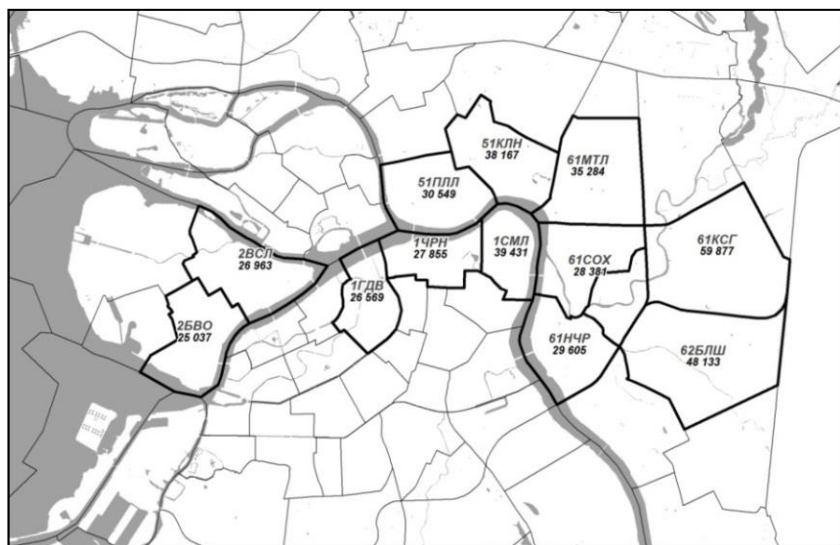 51КЛН
38 167
61МТЛ
35 284
51ПЛЛ
30 549
2ВСЛ
26 963
1ЧРН
27 855
1СМЛ
39 431
61КСГ
59 877
61СОХ
28 381
1ГДВ
26 569
2БВО
25 037
61НЧР
29 605
62БЛШ
48 133